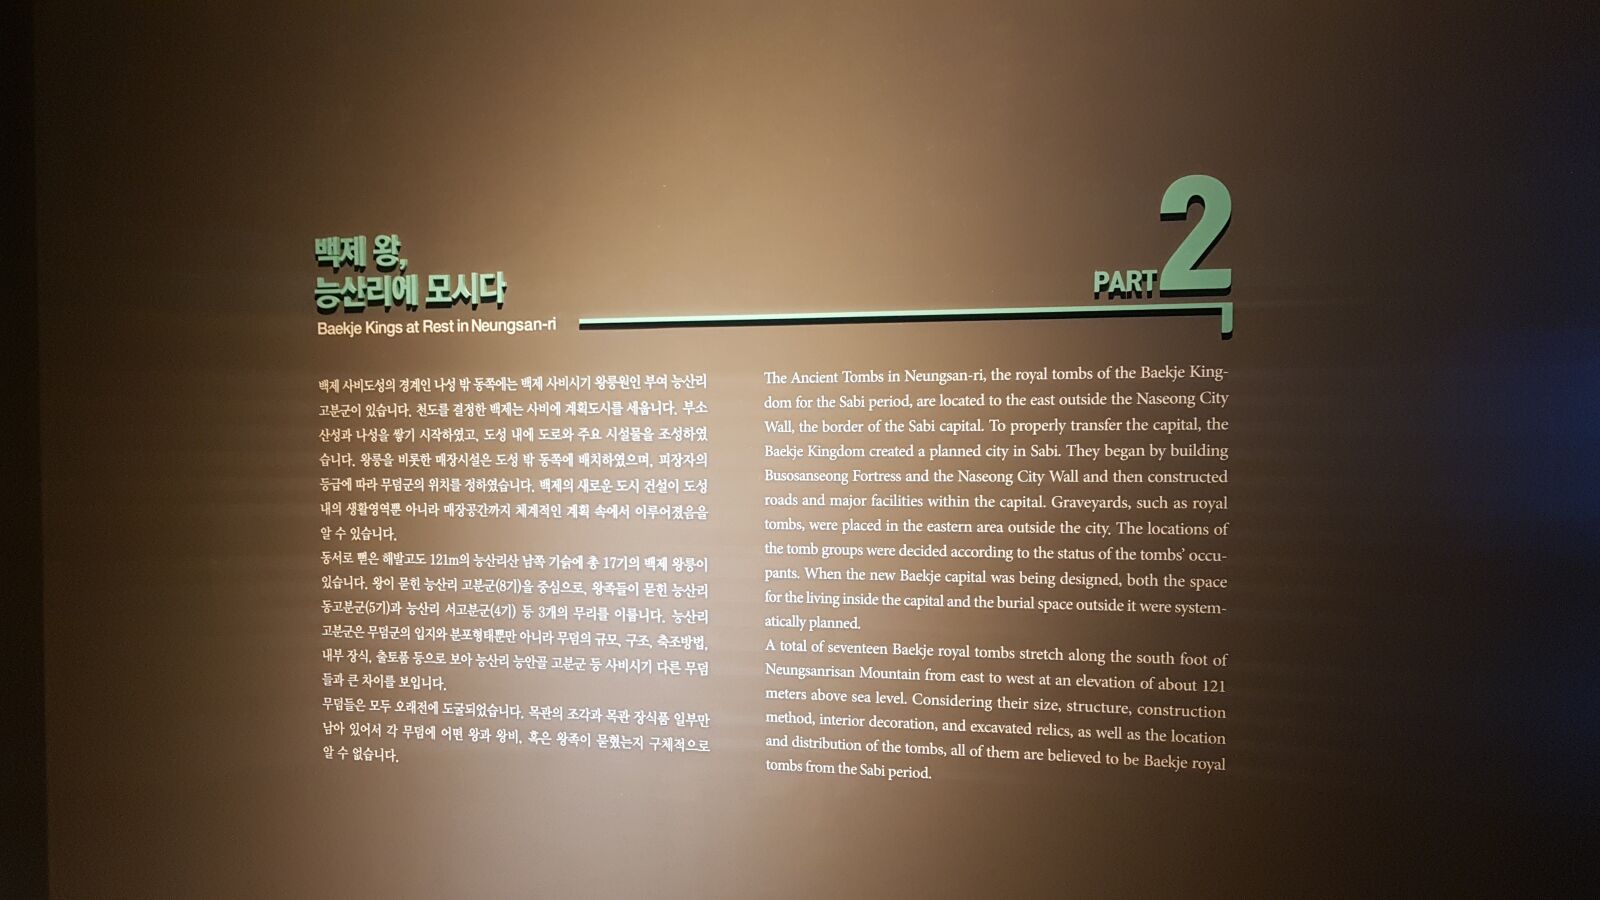 백제 왕,
능산리에 모시다
Baekje Kings at Rest in Neungsan-ri
PART 2
백제 사비도성의 경계인 나성 밖 동쪽에는 백제 사비시기 왕릉원인 부여 능산리
고분군이 있습니다. 천도를 결정한 백제는 사비에 계획도시를 세웁니다. 부소
산성과 나성을 쌓기 시작하였고, 도성 내에 도로와 주요 시설물을 조성하였
습니다. 왕릉을 비롯한 매장시설은 도성 밖 동쪽에 배치하였으며, 피장자의
등급에 따라 무덤군의 위치를 정하였습니다. 백제의 새로운 도시 건설이 도성
내의 생활영역뿐 아니라 매장공간까지 체계적인 계획 속에서 이루어졌음을
알 수 있습니다.
동서로 뻗은 해발고도 121m의 능산리산 남쪽 기슭에 총 17기의 백제 왕릉이
있습니다. 왕이 묻힌 능산리 고분군(8기)을 중심으로, 왕족들이 묻힌 능산리
동고분군(5기)과 능산리 서고분군(4기) 등 3개의 무리를 이룹니다. 능산리
고분군은 무덤군의 입지와 분포형태뿐만 아니라 무덤의 규모, 구조, 축조방법,
내부 장식, 출토품 등으로 보아 능산리 능안골 고분군 등 사비시기 다른 무덤
들과 큰 차이를 보입니다.
무덤들은 모두 오래전에 도굴되었습니다. 목관의 조각과 목관 장식품 일부만
남아 있어서 각 무덤에 어떤 왕과 왕비, 혹은 왕족이 묻혔는지 구체적으로
알 수 없습니다.
The Ancient Tombs in Neungsan-ri, the royal tombs of the Baekje King-
dom for the Sabi period, are located to the east outside the Naseong City
Wall, the border of the Sabi capital. To properly transfer the capital, the
Baekje Kingdom created a planned city in Sabi. They began by building
Busosanseong Fortress and the Naseong City Wall and then constructed
roads and major facilities within the capital. Graveyards, such as royal
tombs, were placed in the eastern area outside the city. The locations of
the tomb groups were decided according to the status of the tombs' occu-
pants. When the new Baekje capital was being designed, both the space
for the living inside the capital and the burial space outside it were system-
atically planned.
A total of seventeen Baekje royal tombs stretch along the south foot of
Neungsanrisan Mountain from east to west at an elevation of about 121
meters above sea level. Considering their size, structure, construction
method, interior decoration, and excavated relics, as well as the location
and distribution of the tombs, all of them are believed to be Baekje royal
tombs from the Sabi period.